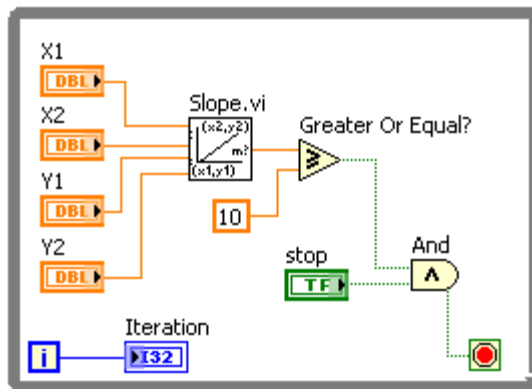 X1
DBL
X2
DBL
Y1
DBL
Y2
DBL
Slope.vi
(x2,y2)
m?
(x1,y1)
Greater Or Equal?
≥
10
stop
TF
And
∧
Iteration
i
I32